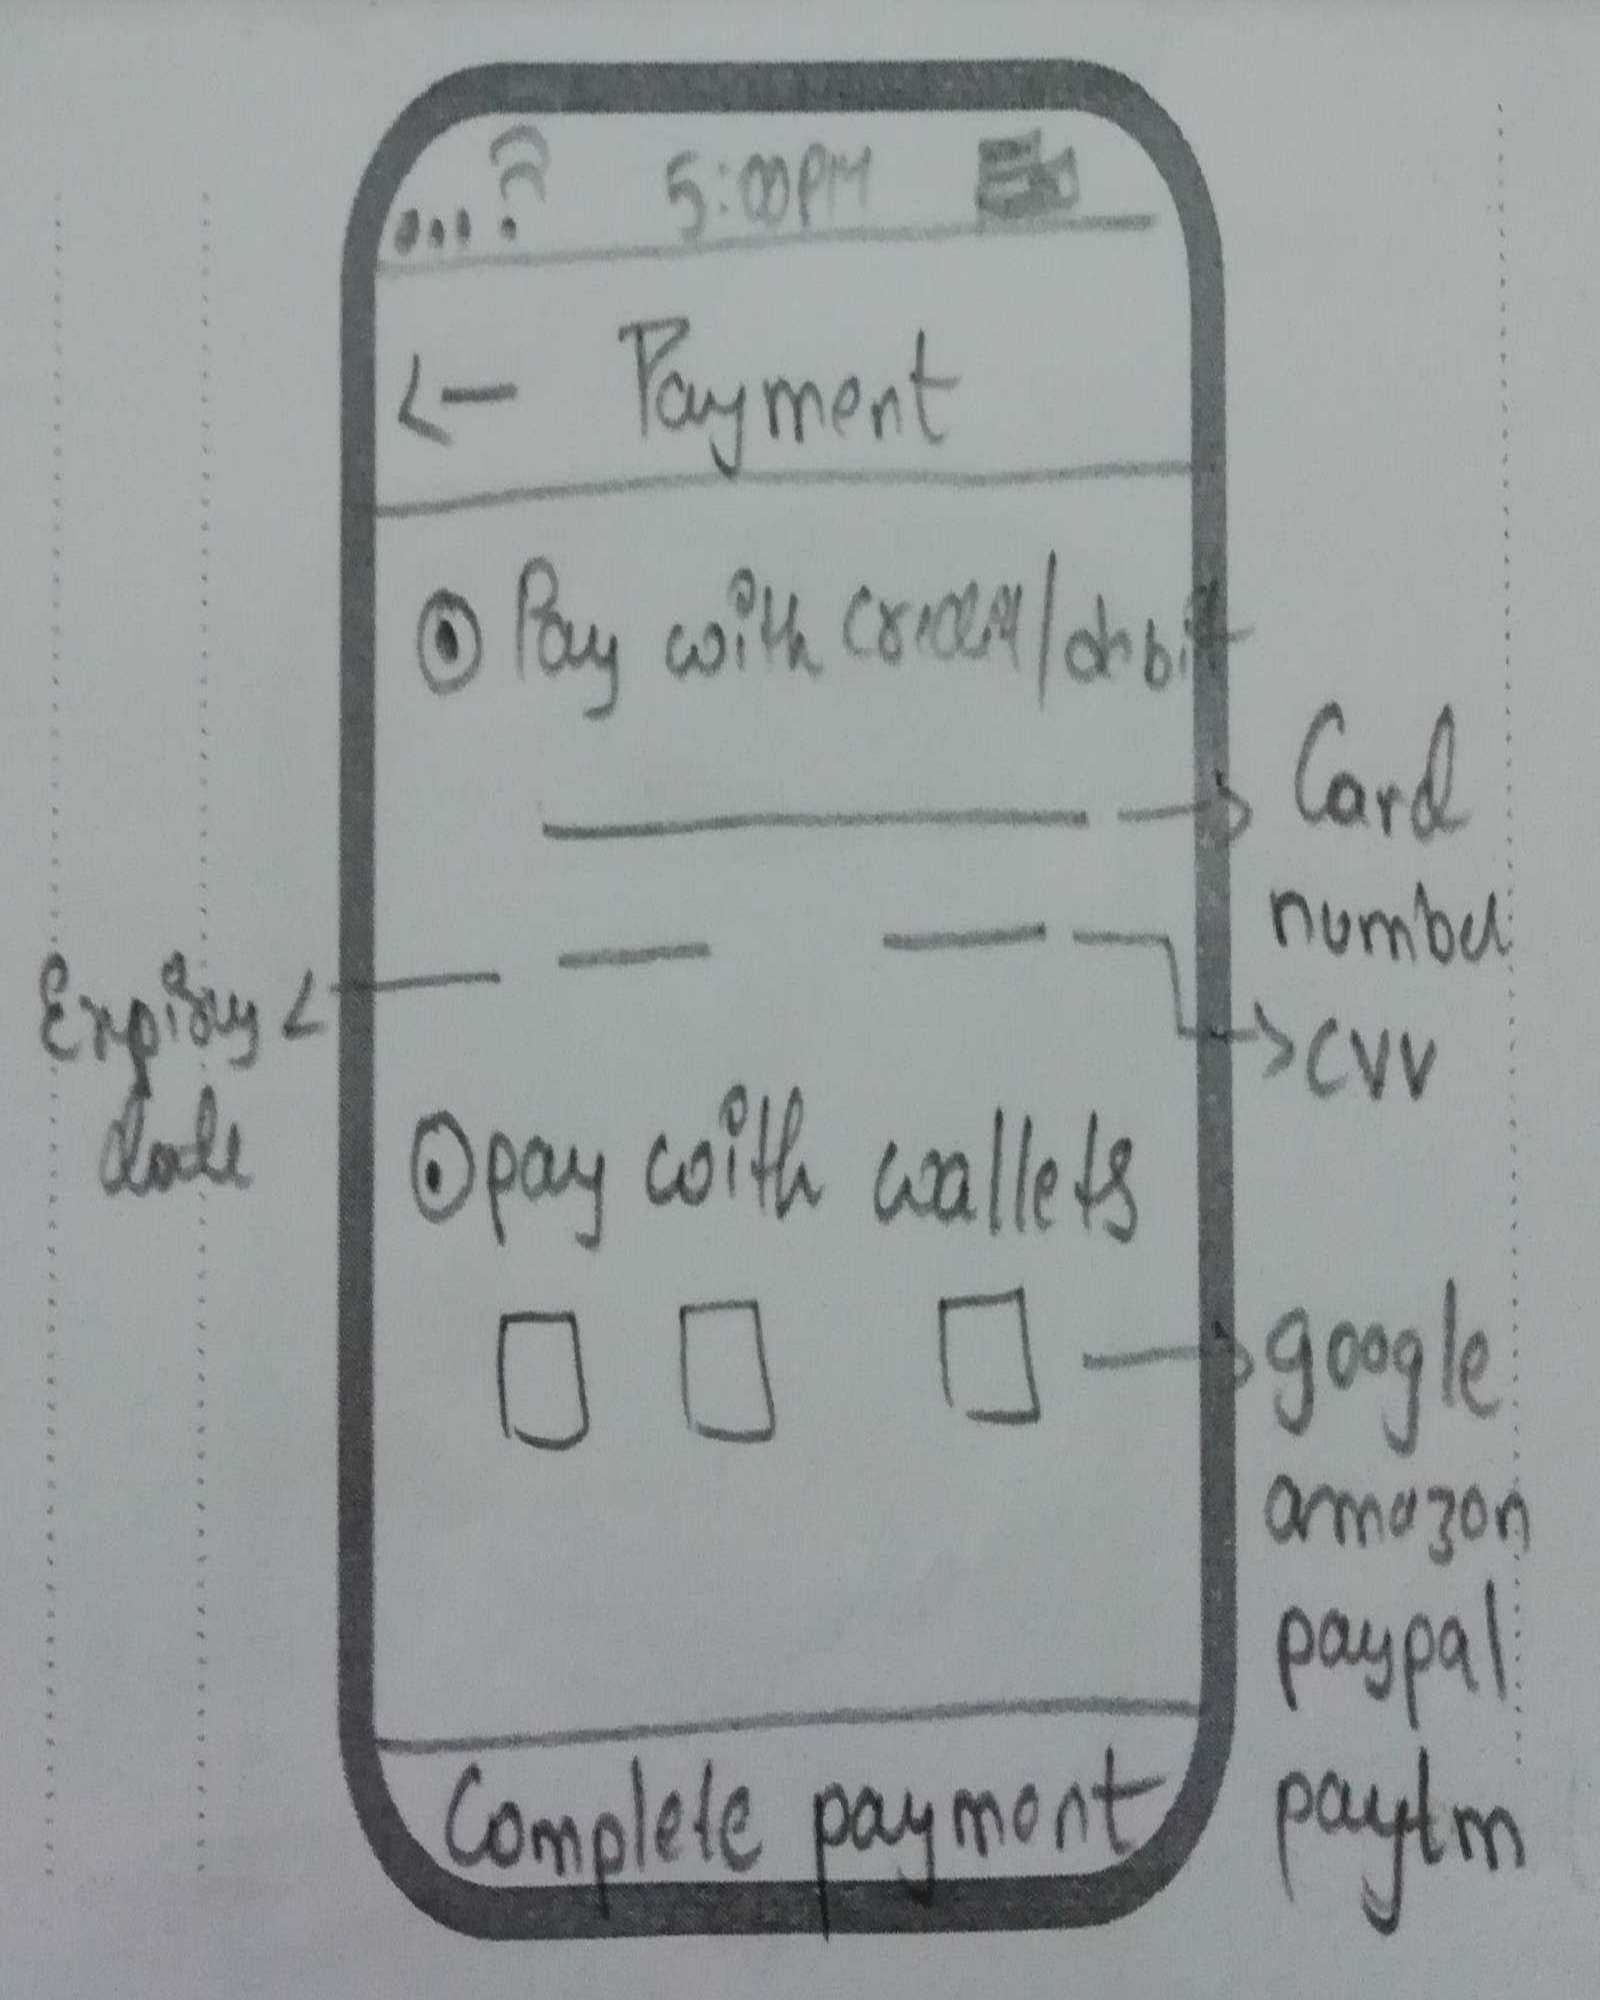 5:00PM
<- Payment
Pay with credit/debit
Card
number
Expiry
date
CVV
pay with wallets
google
amazon
paypal
paytm
Complete payment